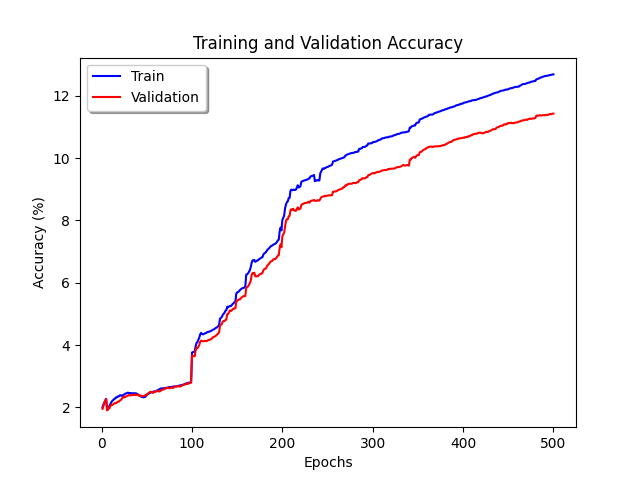 Training and Validation Accuracy
Train
Validation
Accuracy (%)
12
10
8
6
4
2
0 100 200 300 400 500
Epochs